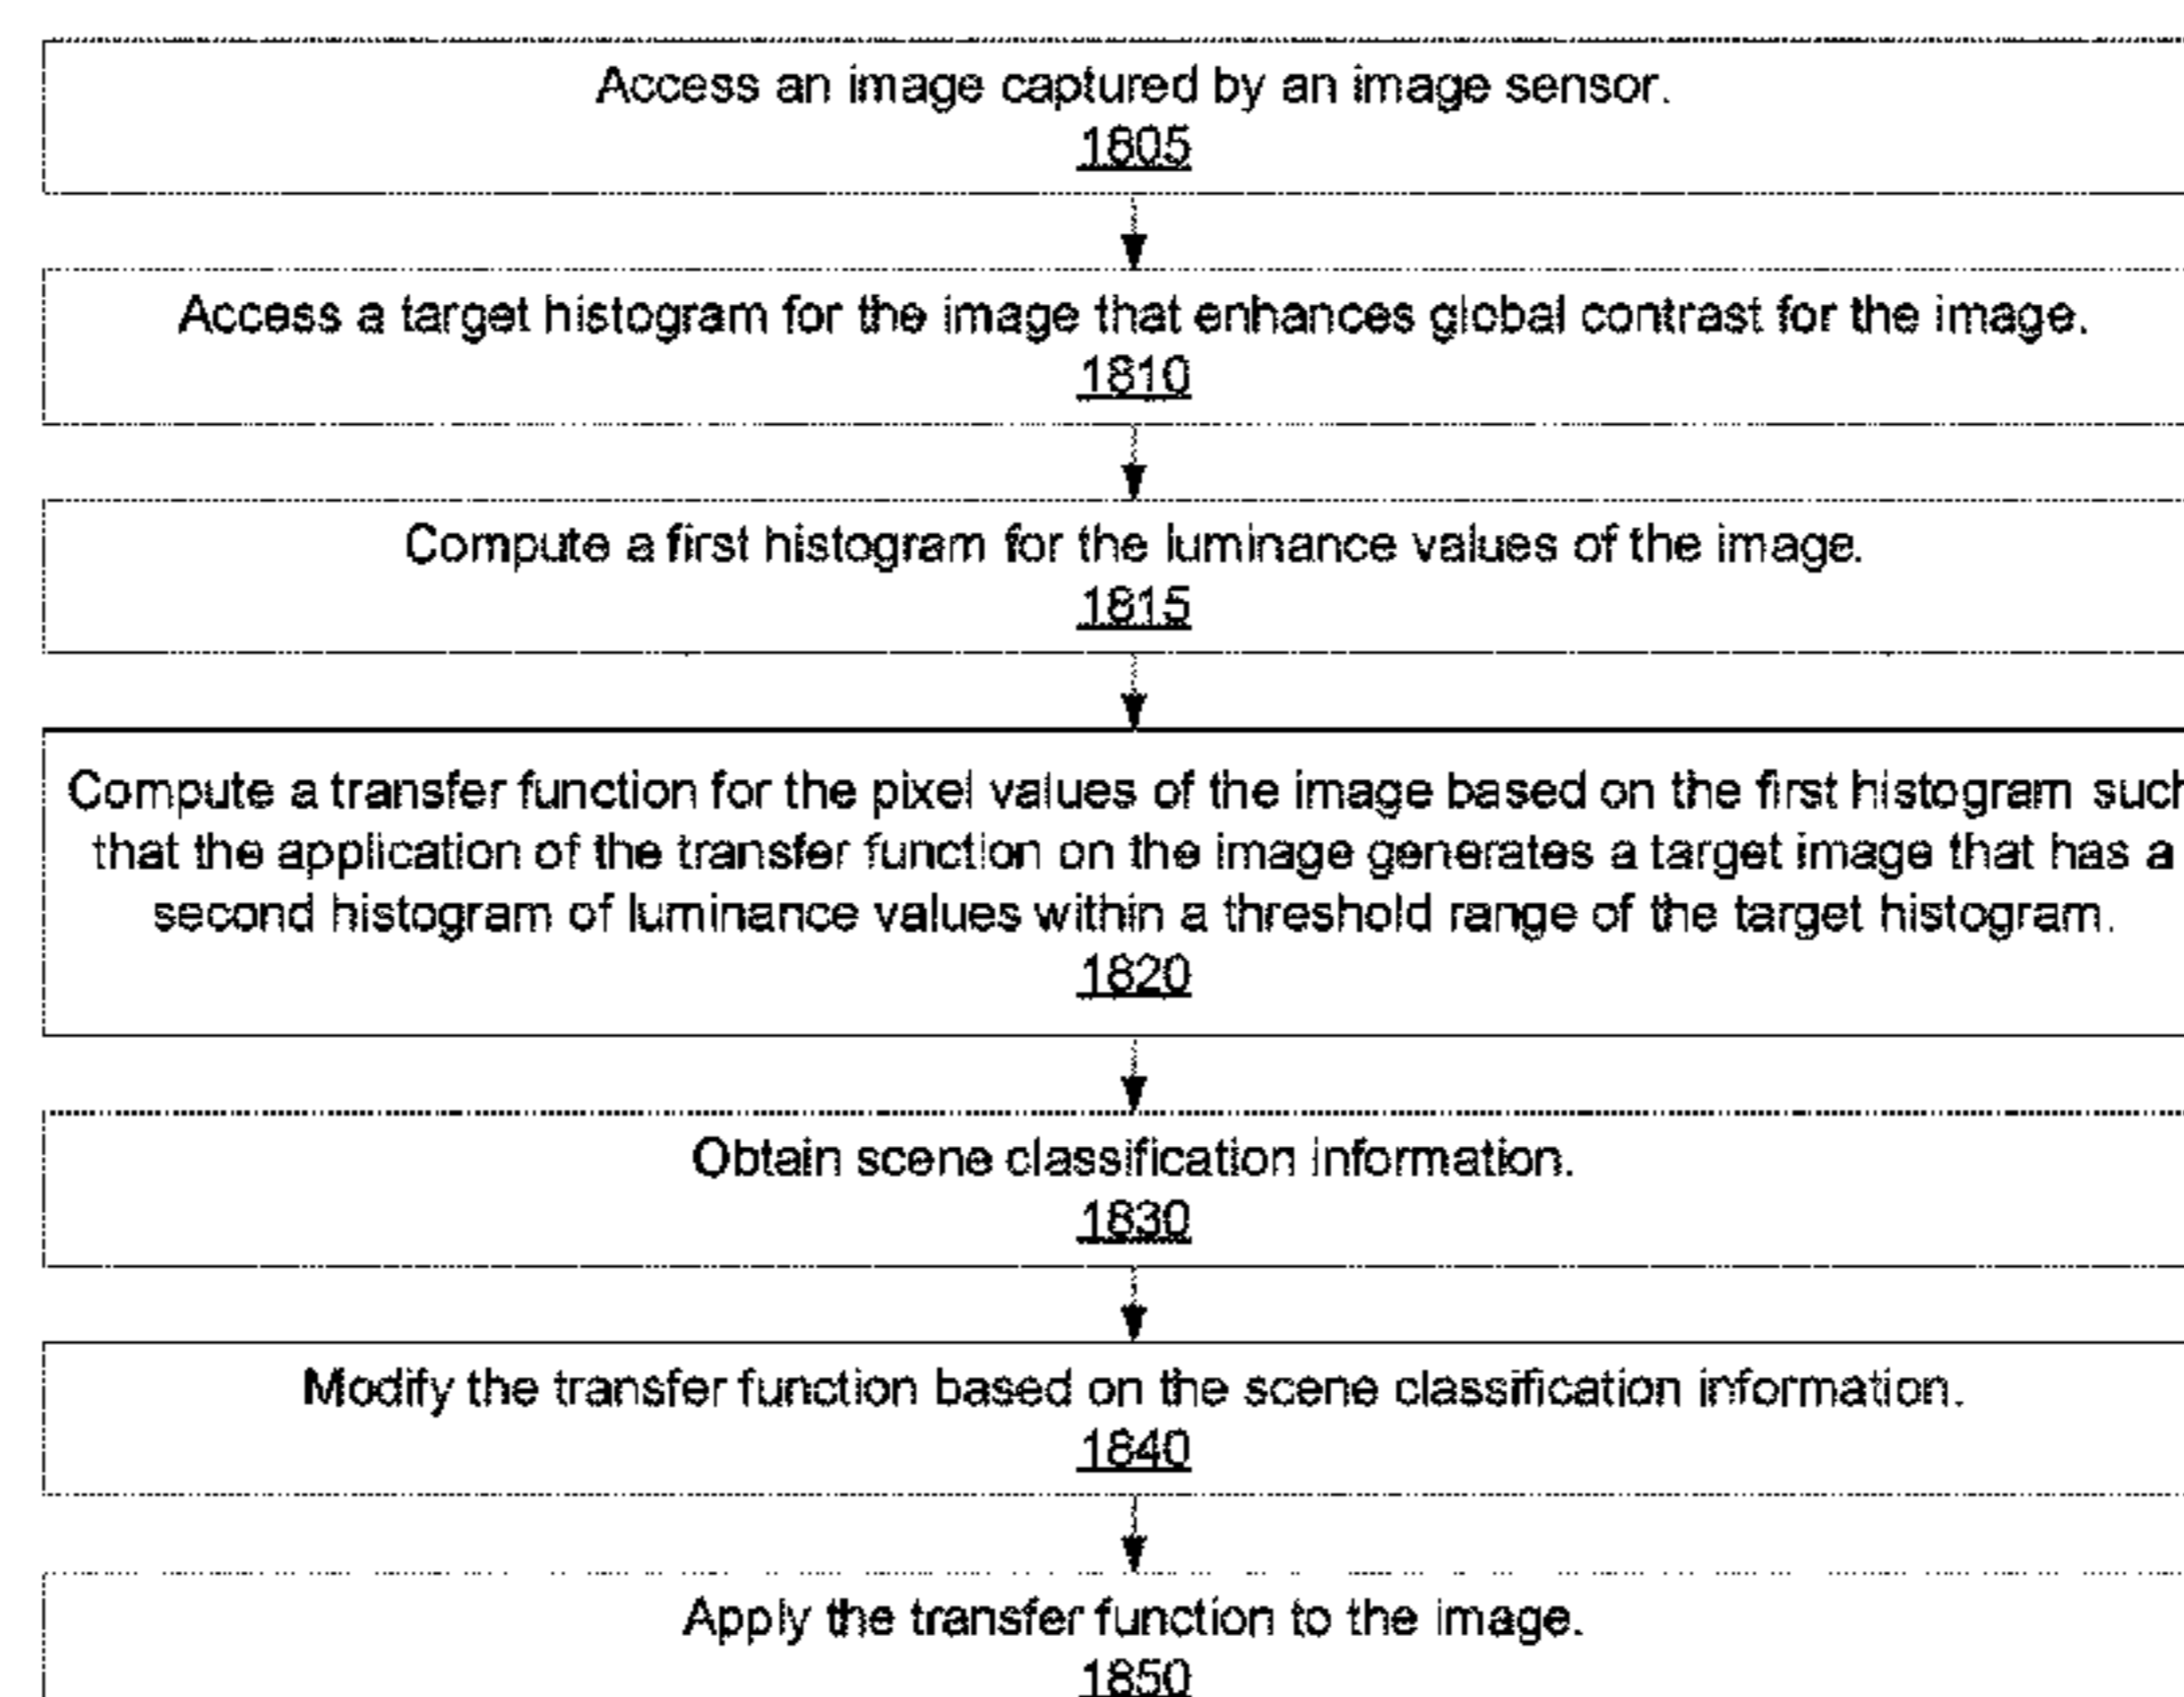 Access an image captured by an image sensor.
1805
Access a target histogram for the image that enhances global contrast for the image.
1810
Compute a first histogram for the luminance values of the image.
1815
Compute a transfer function for the pixel values of the image based on the first histogram such
that the application of the transfer function on the image generates a target image that has a
second histogram of luminance values within a threshold range of the target histogram.
1820
Obtain scene classification information.
1830
Modify the transfer function based on the scene classification information.
1840
Apply the transfer function to the image.
1850